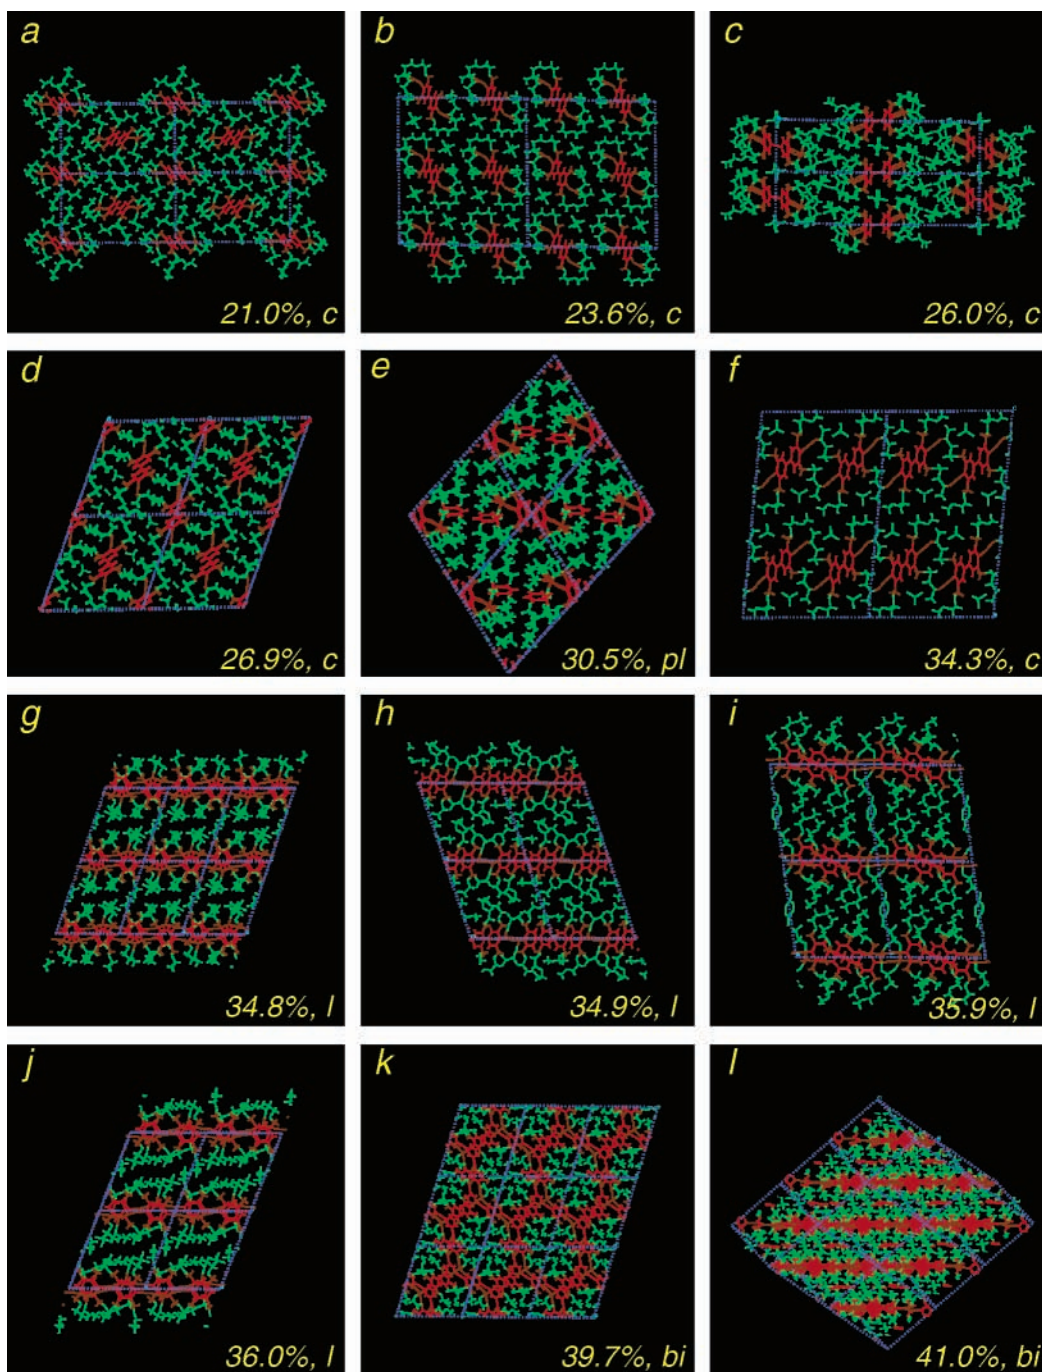 a
b
c
21.0%, c
23.6%, c
26.0%, c
d
e
f
26.9%, c
30.5%, pl
34.3%, c
g
h
i
34.8%, l
34.9%, l
35.9%, l
j
k
l
36.0%, l
39.7%, bi
41.0%, bi